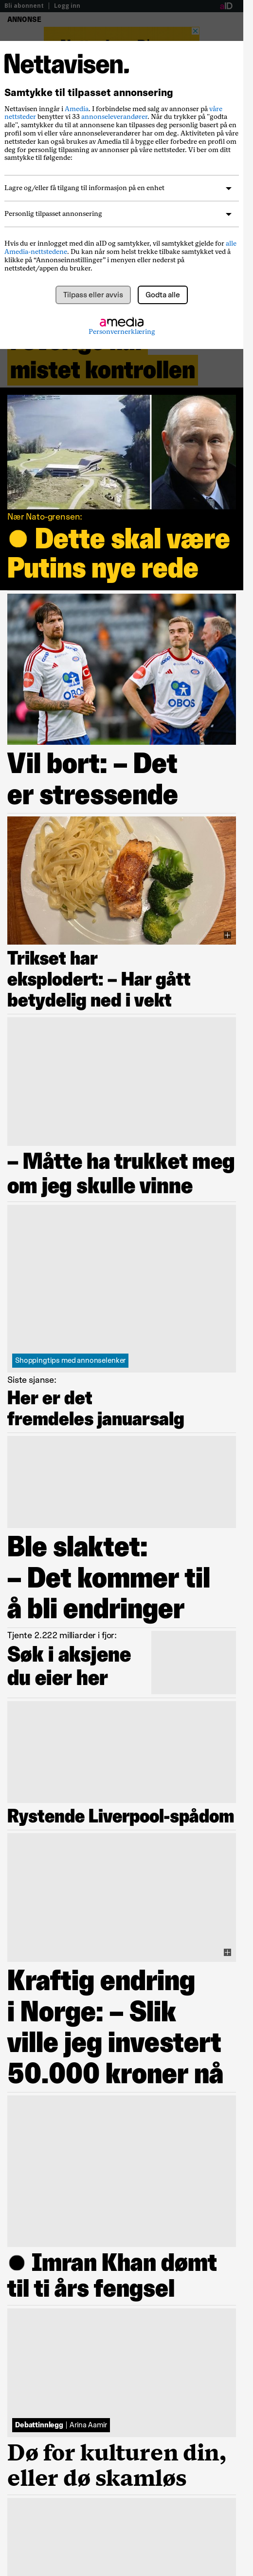 Bli abonnent | Logg inn
aID
ANNONSE
Nettavisen.
Samtykke til tilpasset annonsering
Nettavisen inngår i Amedia. I forbindelse med salg av annonser på våre
nettsteder benytter vi 33 annonseleverandører. Når du trykker på "godta
alle", samtykker du til at annonsene kan tilpasses deg personlig basert på en
profil som vi eller våre annonseleverandører har om deg. Aktiviteten på våre
nettsteder kan også brukes av Amedia til å bygge eller forbedre en profil om
deg for personlig tilpasning av annonser på våre nettsteder. Vi ber om ditt
samtykke til følgende:
Lagre og/eller få tilgang til informasjon på en enhet
Personlig tilpasset annonsering
Hvis du er innlogget med din aID og samtykker, vil samtykket gjelde for alle
Amedia-nettstedene. Du kan når som helst trekke tilbake samtykket ved å
klikke på "Annonseinnstillinger" i menyen eller nederst på
nettstedet/appen du bruker.
Tilpass eller avvis
Godta alle
amedia
Personvernerklæring
mistet kontrollen
Nær Nato-grensen:
● Dette skal være
Putins nye rede
Vil bort: – Det
er stressende
Trikset har
eksplodert: – Har gått
betydelig ned i vekt
– Måtte ha trukket meg
om jeg skulle vinne
Shoppingtips med annonselenker
Siste sjanse:
Her er det
fremdeles januarsalg
Ble slaktet:
– Det kommer til
å bli endringer
Tjente 2.222 milliarder i fjor:
Søk i aksjene
du eier her
Rystende Liverpool-spådom
Kraftig endring
i Norge: – Slik
ville jeg investert
50.000 kroner nå
● Imran Khan dømt
til ti års fengsel
Debattinnlegg | Arina Aamir
Dø for kulturen din,
eller dø skamløs